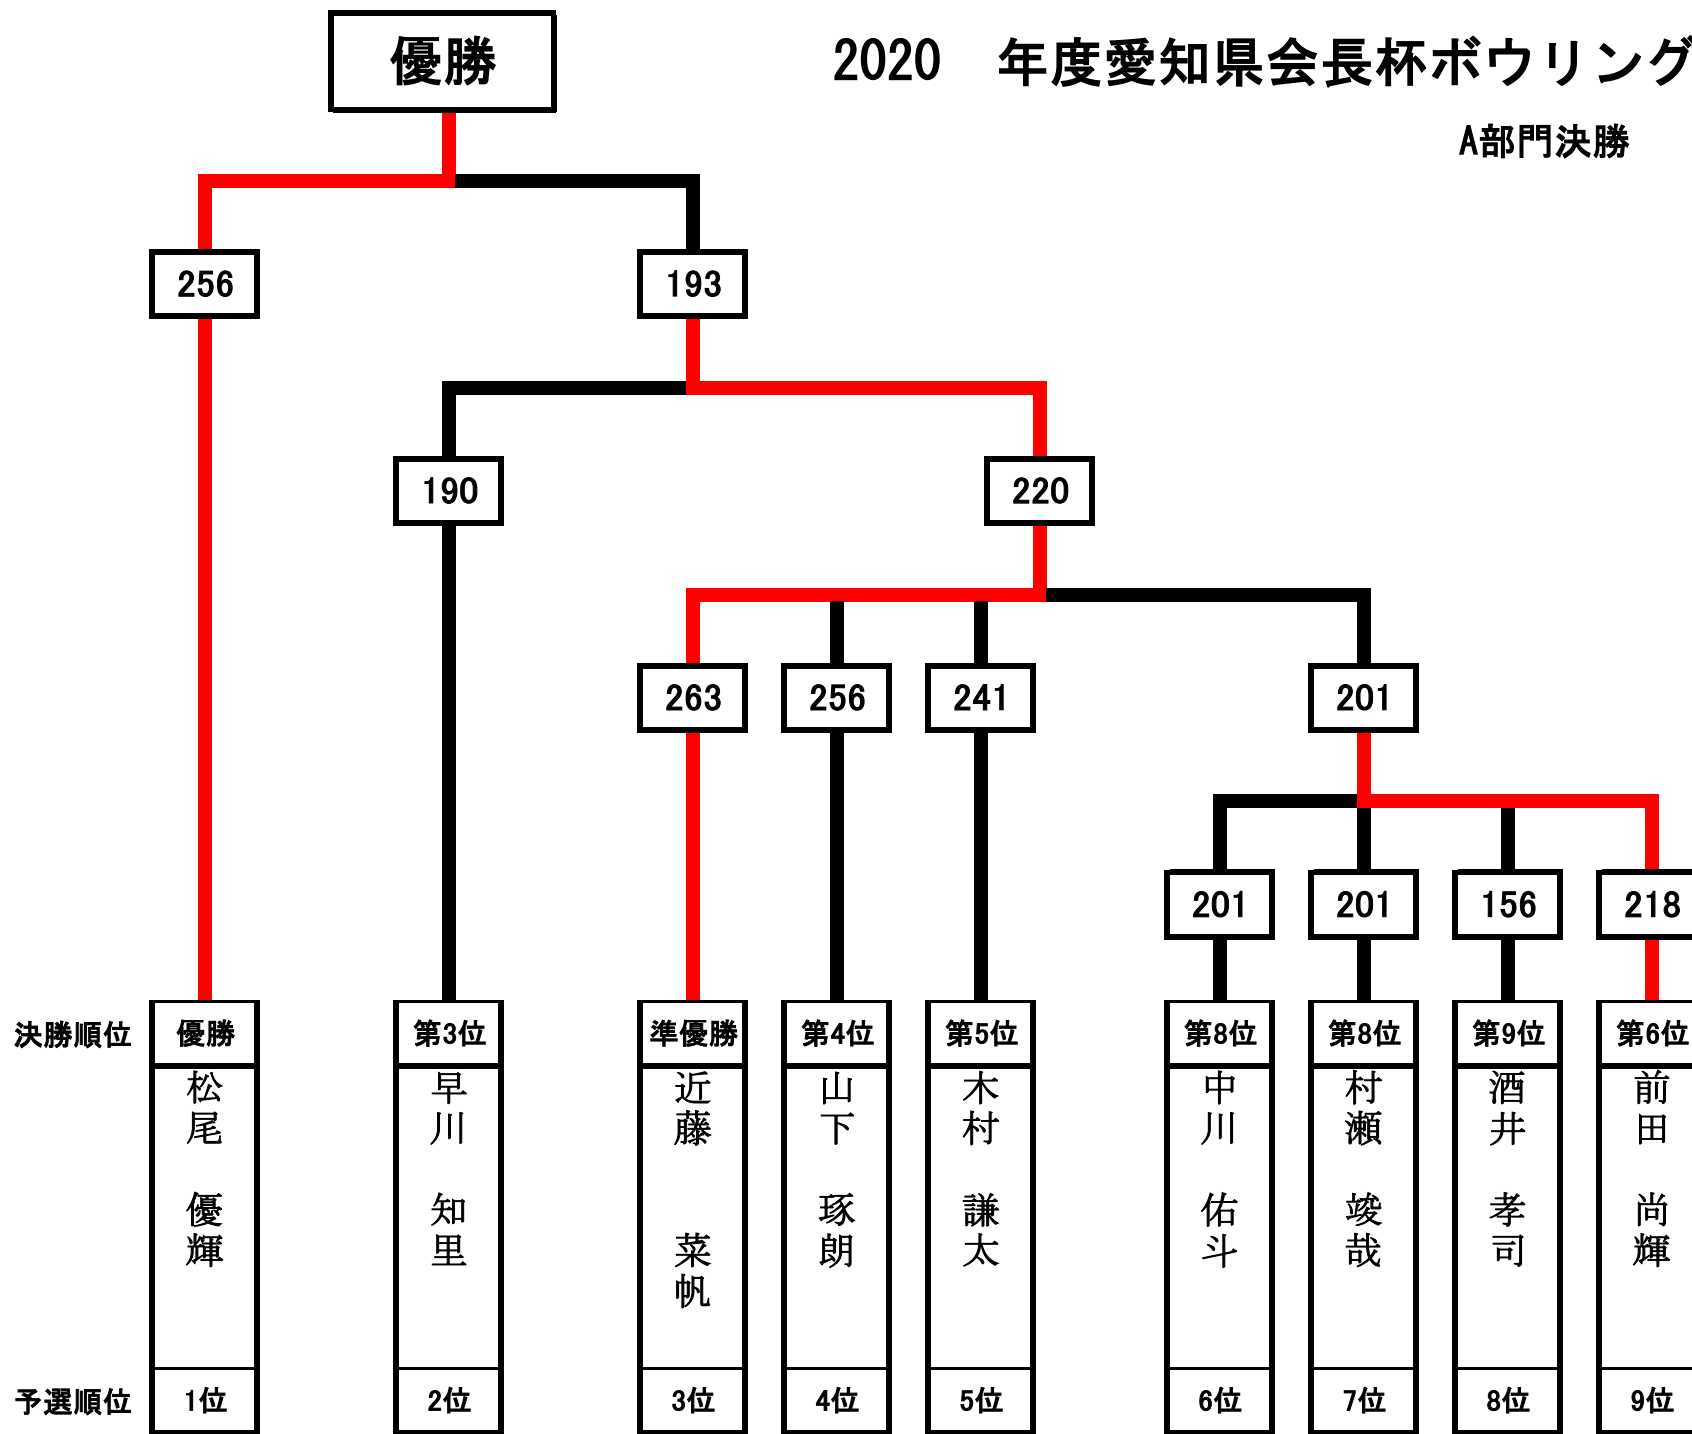 優勝
2020　年度愛知県会長杯ボウリング
A部門決勝
256
193
190
220
263
256
241
201
201
201
156
218
決勝順位
優勝
第3位
準優勝
第4位
第5位
第8位
第8位
第9位
第6位
松尾　優輝
早川　知里
近藤　　菜帆
山下　琢朗
木村　謙太
中川　佑斗
村瀬　竣哉
酒井　孝司
前田　尚輝
予選順位
1位
2位
3位
4位
5位
6位
7位
8位
9位